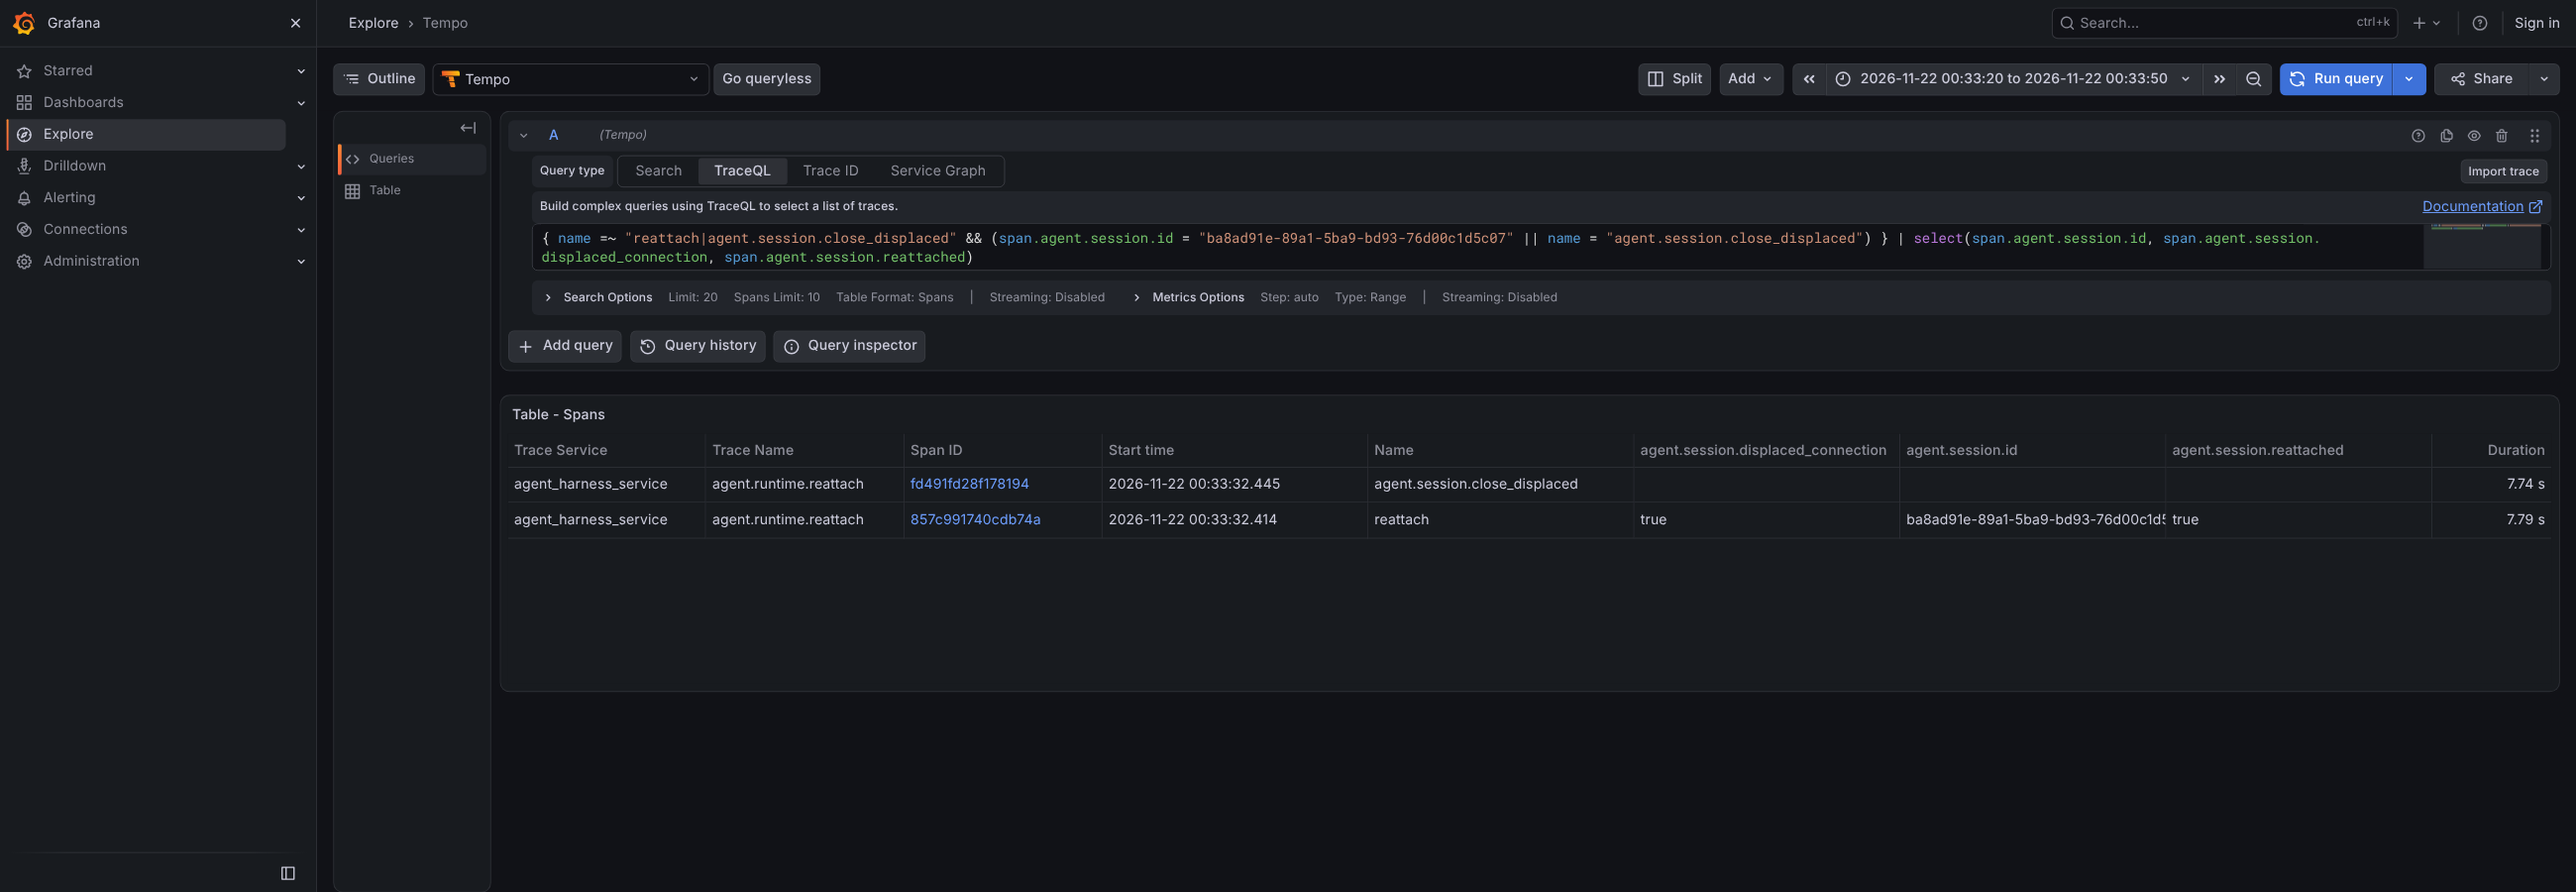 Grafana
Explore › Tempo
Search...
ctrl+k
Sign in
Starred
Dashboards
Explore
Drilldown
Alerting
Connections
Administration
Outline
Tempo
Go queryless
Split
Add
2026-11-22 00:33:20 to 2026-11-22 00:33:50
Run query
Share
Queries
Table
A (Tempo)
Query type Search TraceQL Trace ID Service Graph
Import trace
Build complex queries using TraceQL to select a list of traces.
Documentation
{ name =~ "reattach|agent.session.close_displaced" && (span.agent.session.id = "ba8ad91e-89a1-5ba9-bd93-76d00c1d5c07" || name = "agent.session.close_displaced") } | select(span.agent.session.id, span.agent.session.
displaced_connection, span.agent.session.reattached)
Search Options Limit: 20 Spans Limit: 10 Table Format: Spans | Streaming: Disabled Metrics Options Step: auto Type: Range | Streaming: Disabled
Add query
Query history
Query inspector
Table - Spans
Trace Service Trace Name Span ID Start time Name agent.session.displaced_connection agent.session.id agent.session.reattached Duration
agent_harness_service agent.runtime.reattach fd491fd28f178194 2026-11-22 00:33:32.445 agent.session.close_displaced 7.74 s
agent_harness_service agent.runtime.reattach 857c991740cdb74a 2026-11-22 00:33:32.414 reattach true ba8ad91e-89a1-5ba9-bd93-76d00c1d5 true 7.79 s